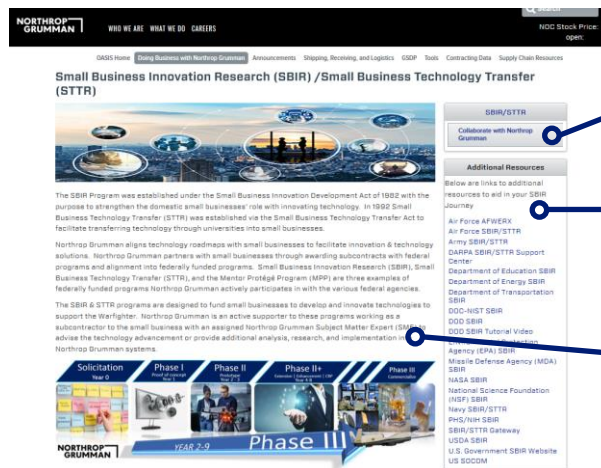 Search
NORTHROP
GRUMMAN
WHO WE ARE WHAT WE DO CAREERS
NOC Stock Price:
open:
OASIS Home Doing Business with Northrop Grumman Announcements Shipping, Receiving, and Logistics GSDP Tools Contracting Data Supply Chain Resources
Small Business Innovation Research (SBIR) /Small Business Technology Transfer
(STTR)
The SBIR Program was established under the Small Business Innovation Development Act of 1982 with the
purpose to strengthen the domestic small businesses' role with innovating technology. In 1992 Small
Business Technology Transfer (STTR) was established via the Small Business Technology Transfer Act to
facilitate transferring technology through universities into small businesses.
Northrop Grumman aligns technology roadmaps with small businesses to facilitate innovation & technology
solutions. Northrop Grumman partners with small businesses through awarding subcontracts with federal
programs and alignment into federally funded programs. Small Business Innovation Research (SBIR), Small
Business Technology Transfer (STTR), and the Mentor Protégé Program (MPP) are three examples of
federally funded programs Northrop Grumman actively participates in with the various federal agencies.
The SBIR & STTR programs are designed to fund small businesses to develop and innovate technologies to
support the Warfighter. Northrop Grumman is an active supporter to these programs working as a
subcontractor to the small business with an assigned Northrop Grumman Subject Matter Expert (SME) to
advise the technology advancement or provide additional analysis, research, and implementation in
Northrop Grumman systems.
Solicitation
Year 0
Phase I
Proof of concept
Year 1
Phase II
Prototype
Year 2 - 3
Phase II+
Phase III
Commercialize
YEAR 2-9
Phase III
NORTHROP
GRUMMAN
SBIR/STTR
Collaborate with Northrop
Grumman
Additional Resources
Below are links to additional
resources to aid in your SBIR
Journey
Air Force AFWERX
Air Force SBIR/STTR
Army SBIR/STTR
DARPA SBIR/STTR Support
Center
Department of Education SBIR
Department of Energy SBIR
Department of Transportation
SBIR
DOC-NIST SBIR
DOD SBIR
DOD SBIR Tutorial Video
Protection
Agency (EPA) SBIR
Missile Defense Agency (MDA)
SBIR
NASA SBIR
National Science Foundation
(NSF) SBIR
Navy SBIR/STTR
PHS/NIH SBIR
SBIR/STTR Gateway
USDA SBIR
U.S. Government SBIR Website
US SOCOM